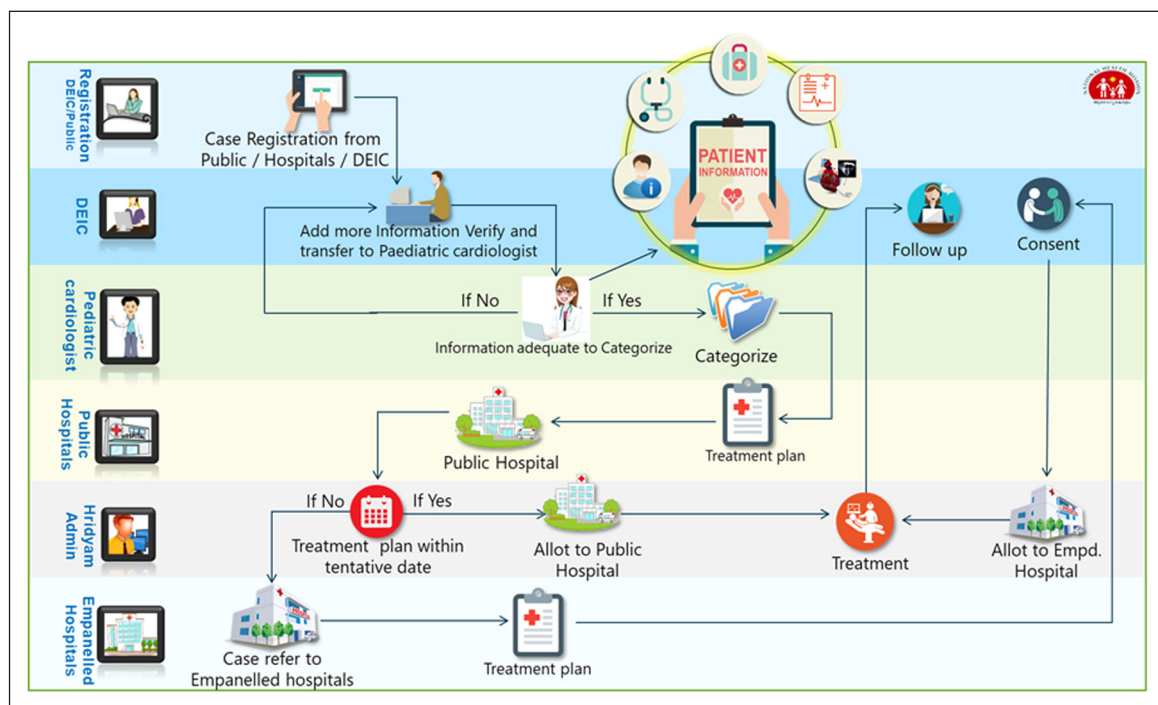 Registration
DEIC/Public
Case Registration from
Public / Hospitals / DEIC
PATIENT
INFORMATION
NATIONAL HEALTH MISSION
DEIC
Add more Information Verify and
transfer to Paediatric cardiologist
Follow up
Consent
Pediatric
cardiologist
If No
If Yes
Information adequate to Categorize
Categorize
Public
Hospitals
Public Hospital
Treatment plan
Hridyam
Admin
If No
If Yes
Treatment plan within
tentative date
Allot to Public
Hospital
Treatment
Allot to Empd.
Hospital
Empanelled
Hospitals
Case refer to
Empanelled hospitals
Treatment plan